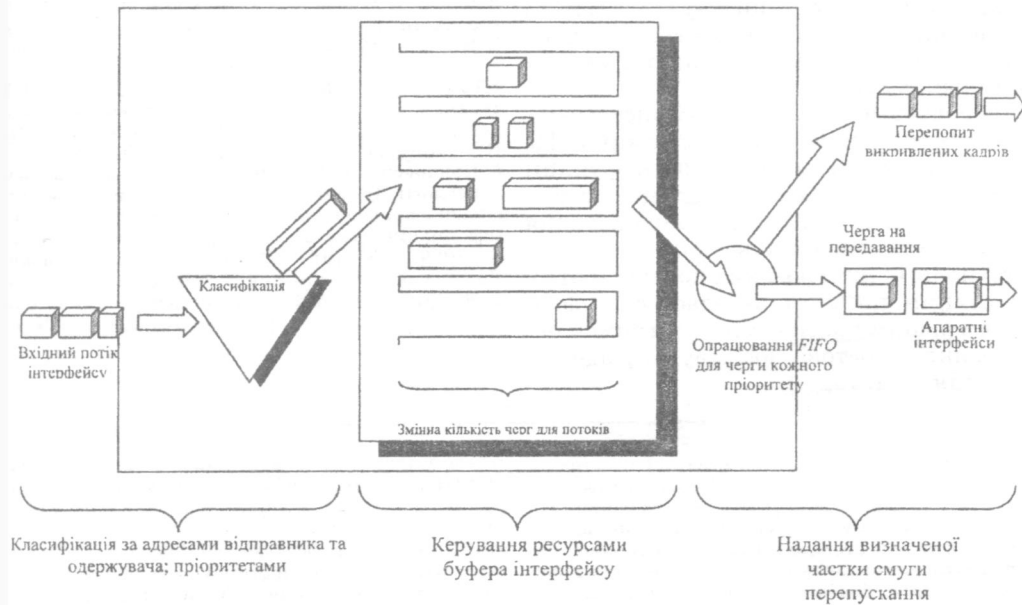 Перепопит
викривлених кадрів
Черга на
передавання
Класифікація
Вхідний потік
інтерфейсу
Апаратні
інтерфейси
Опрацювання FIFO
для черги кожного
пріоритету
Змінна кількість черг для потоків
Класифікація за адресами відправника та
одержувача; пріоритетами
Керування ресурсами
буфера інтерфейсу
Надання визначеної
частки смуги
перепускання